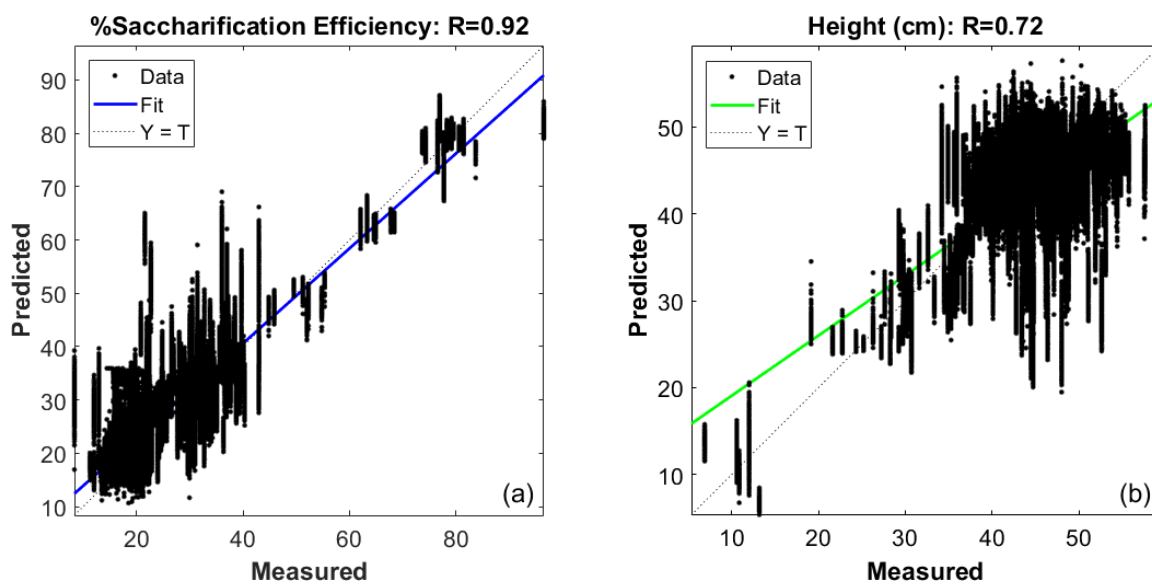 %Saccharification Efficiency: R=0.92
Data
Fit
Y = T
Predicted
90
80
70
60
50
40
30
20
10
20
40
60
80
Measured
(a)
Height (cm): R=0.72
Data
Fit
Y = T
Predicted
50
40
30
20
10
10
20
30
40
50
Measured
(b)